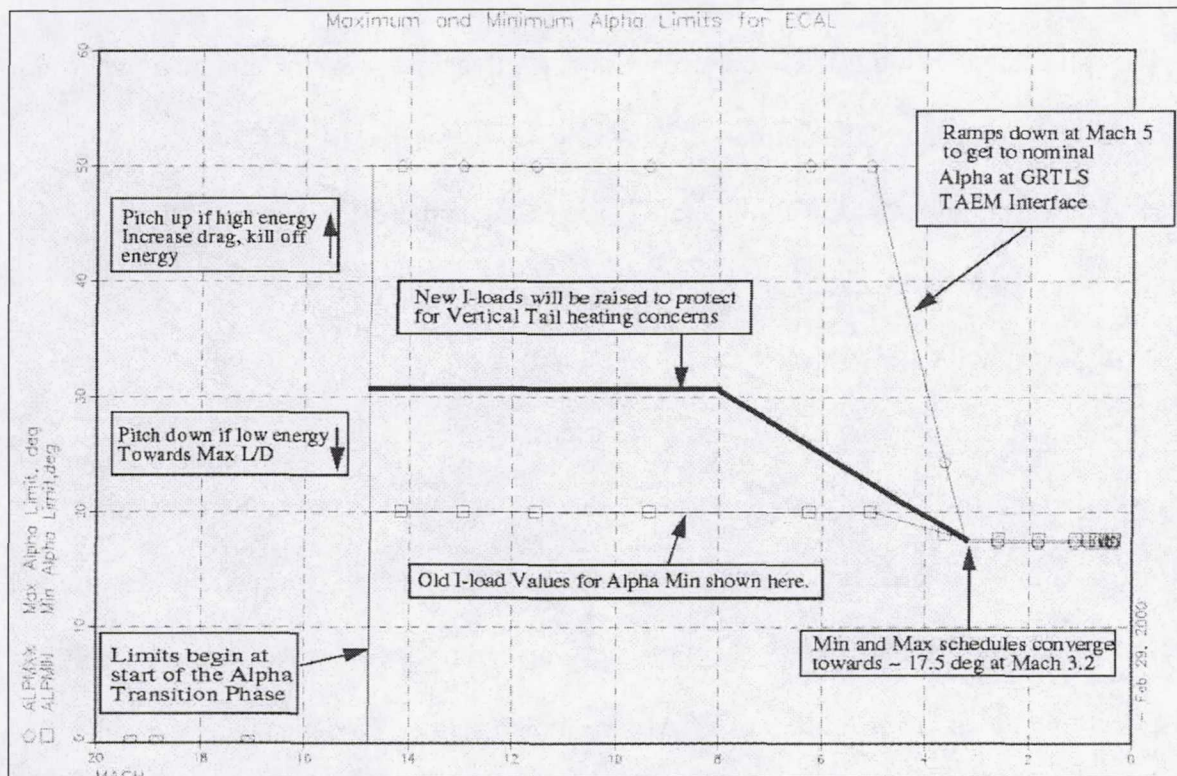 Maximum and Minimum Alpha Limits for ECAL
60
50
40
30
20
10
0
Ramps down at Mach 5
to get to nominal
Alpha at GRTLS
TAEM Interface
Pitch up if high energy
Increase drag, kill off
energy
New I-loads will be raised to protect
for Vertical Tail heating concerns
Pitch down if low energy
Towards Max L/D
Old I-load Values for Alpha Min shown here.
Limits begin at
start of the Alpha
Transition Phase
Min and Max schedules converge
towards ~ 17.5 deg at Mach 3.2
ALPMX% Max Alpha Limit, deg
ALPMIN Min Alpha Limit,deg
Feb 29, 2000
20 18 16 14 12 10 8 6 4 2 0
MACH